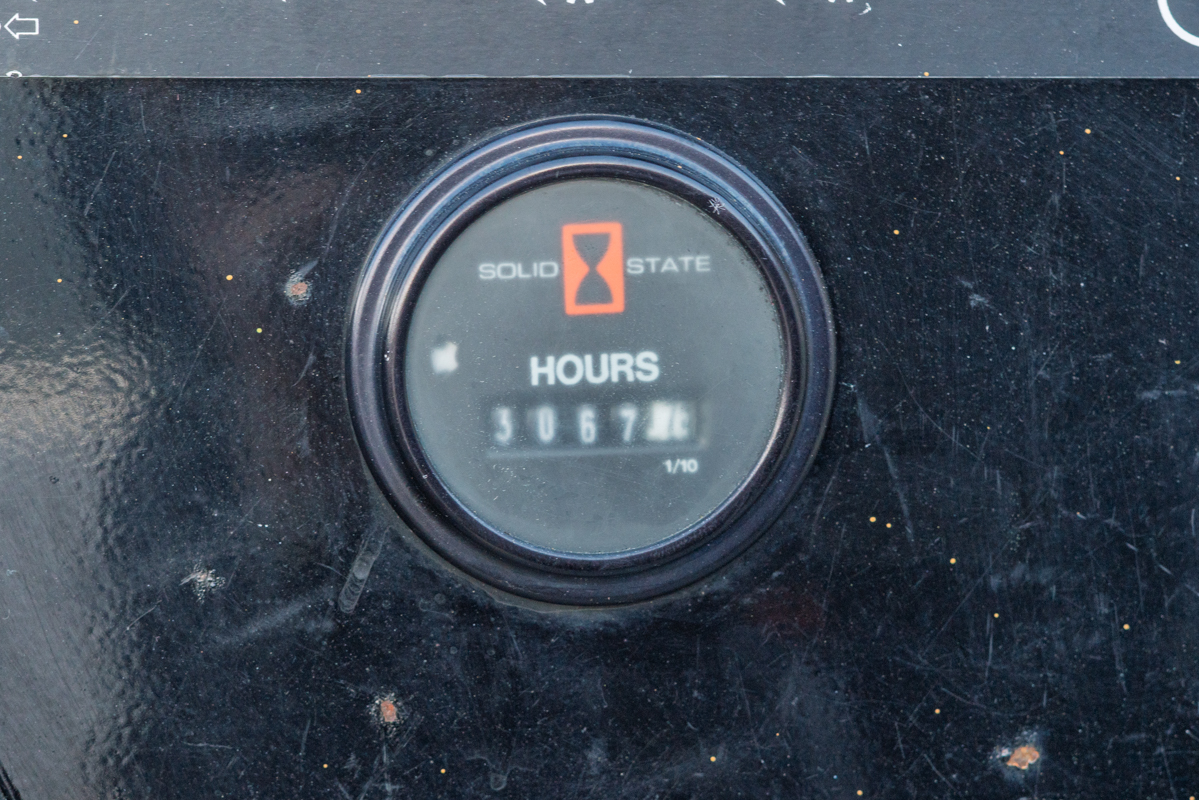 SOLID STATE
HOURS
3067
1/10